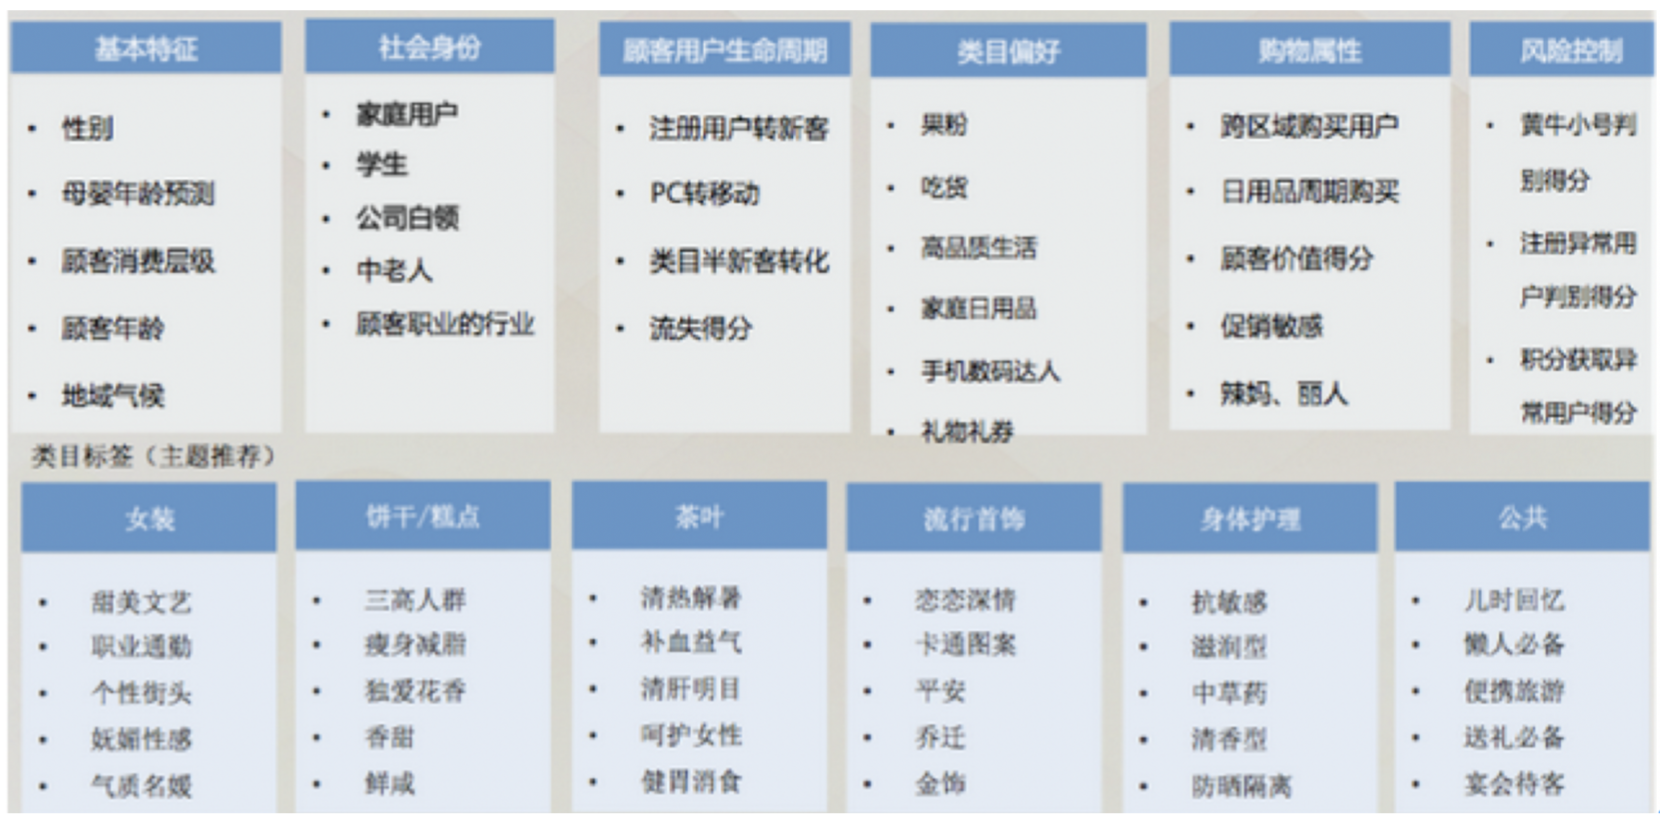 基本特征
• 性别
• 母婴年龄预测
• 顾客消费层级
• 顾客年龄
• 地域气候
社会身份
• 家庭用户
• 学生
• 公司白领
• 中老人
• 顾客职业的行业
顾客用户生命周期
• 注册用户转新客
• PC转移动
• 类目半新客转化
• 流失得分
类目偏好
• 果粉
• 吃货
• 高品质生活
• 家庭日用品
• 手机数码达人
• 礼物礼券
购物属性
• 跨区域购买用户
• 日用品周期购买
• 顾客价值得分
• 促销敏感
• 辣妈、丽人
风险控制
• 黄牛小号判
别得分
• 注册异常用
户判别得分
• 积分获取异
常用户得分
类目标签（主题推荐）
女装
• 甜美文艺
• 职业通勤
• 个性街头
• 妩媚性感
• 气质名媛
饼干/糕点
• 三高人群
• 瘦身减脂
• 独爱花香
• 香甜
• 鲜咸
茶叶
• 清热解暑
• 补血益气
• 清肝明目
• 呵护女性
• 健胃消食
流行首饰
• 恋恋深情
• 卡通图案
• 平安
• 乔迁
• 金饰
身体护理
• 抗敏感
• 滋润型
• 中草药
• 清香型
• 防晒隔离
公共
• 儿时回忆
• 懒人必备
• 便携旅游
• 送礼必备
• 宴会待客